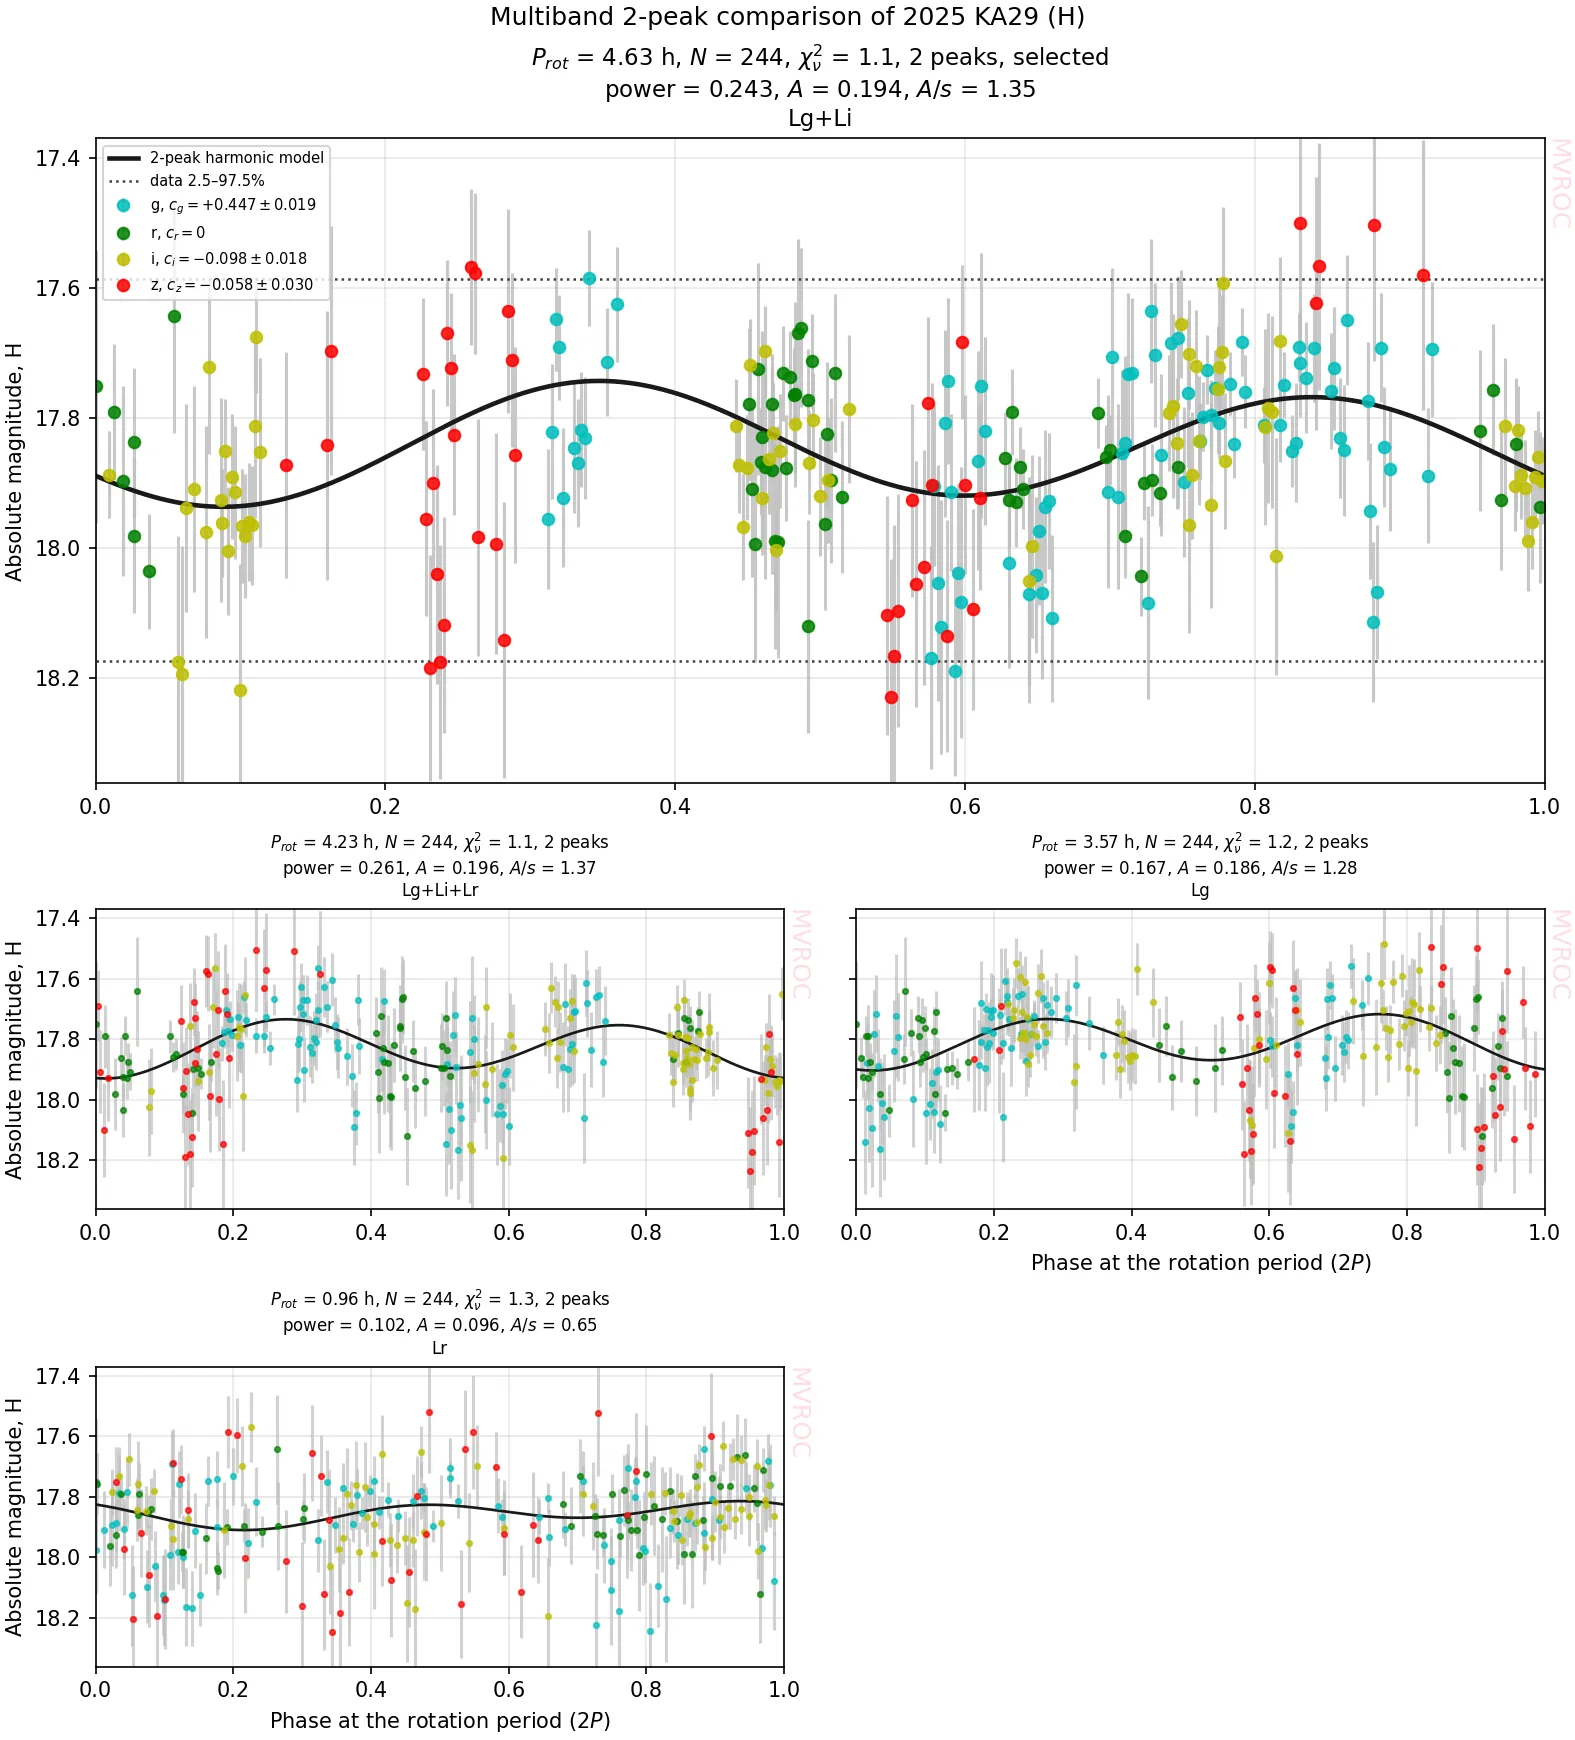 Multiband 2-peak comparison of 2025 KA29 (H)
P_rot = 4.63 h, N = 244, χ²_ν = 1.1, 2 peaks, selected
power = 0.243, A = 0.194, A/s = 1.35
Lg+Li
2-peak harmonic model
data 2.5–97.5%
g, c_g = +0.447 ± 0.019
r, c_r = 0
i, c_i = −0.098 ± 0.018
z, c_z = −0.058 ± 0.030
Absolute magnitude, H
17.4
17.6
17.8
18.0
18.2
0.0 0.2 0.4 0.6 0.8 1.0
MVROC
P_rot = 4.23 h, N = 244, χ²_ν = 1.1, 2 peaks
power = 0.261, A = 0.196, A/s = 1.37
Lg+Li+Lr
Absolute magnitude, H
17.4
17.6
17.8
18.0
18.2
0.0 0.2 0.4 0.6 0.8 1.0
MVROC
P_rot = 3.57 h, N = 244, χ²_ν = 1.2, 2 peaks
power = 0.167, A = 0.186, A/s = 1.28
Lg
0.0 0.2 0.4 0.6 0.8 1.0
Phase at the rotation period (2P)
MVROC
P_rot = 0.96 h, N = 244, χ²_ν = 1.3, 2 peaks
power = 0.102, A = 0.096, A/s = 0.65
Lr
Absolute magnitude, H
17.4
17.6
17.8
18.0
18.2
0.0 0.2 0.4 0.6 0.8 1.0
Phase at the rotation period (2P)
MVROC